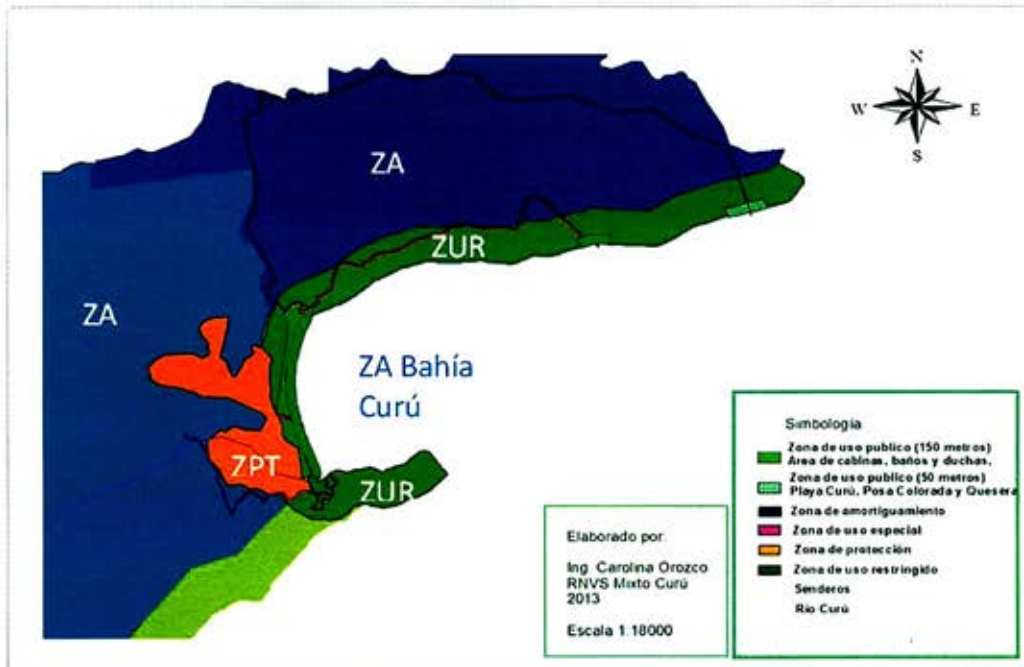 N
W
E
S
ZA
ZUR
ZA
ZA Bahía
Curú
ZPT
ZUR
Simbología
Zona de uso publico (150 metros)
Area de cabinas, baños y duchas,
Zona de uso publico (50 metros)
Playa Curú, Posa Colorada y Quesera
Zona de amortiguamiento
Zona de uso especial
Zona de protección
Zona de uso restringido
Senderos
Río Curú
Elaborado por:
Ing. Carolina Orozco
RNVS Mixto Curú
2013
Escala 1:18000